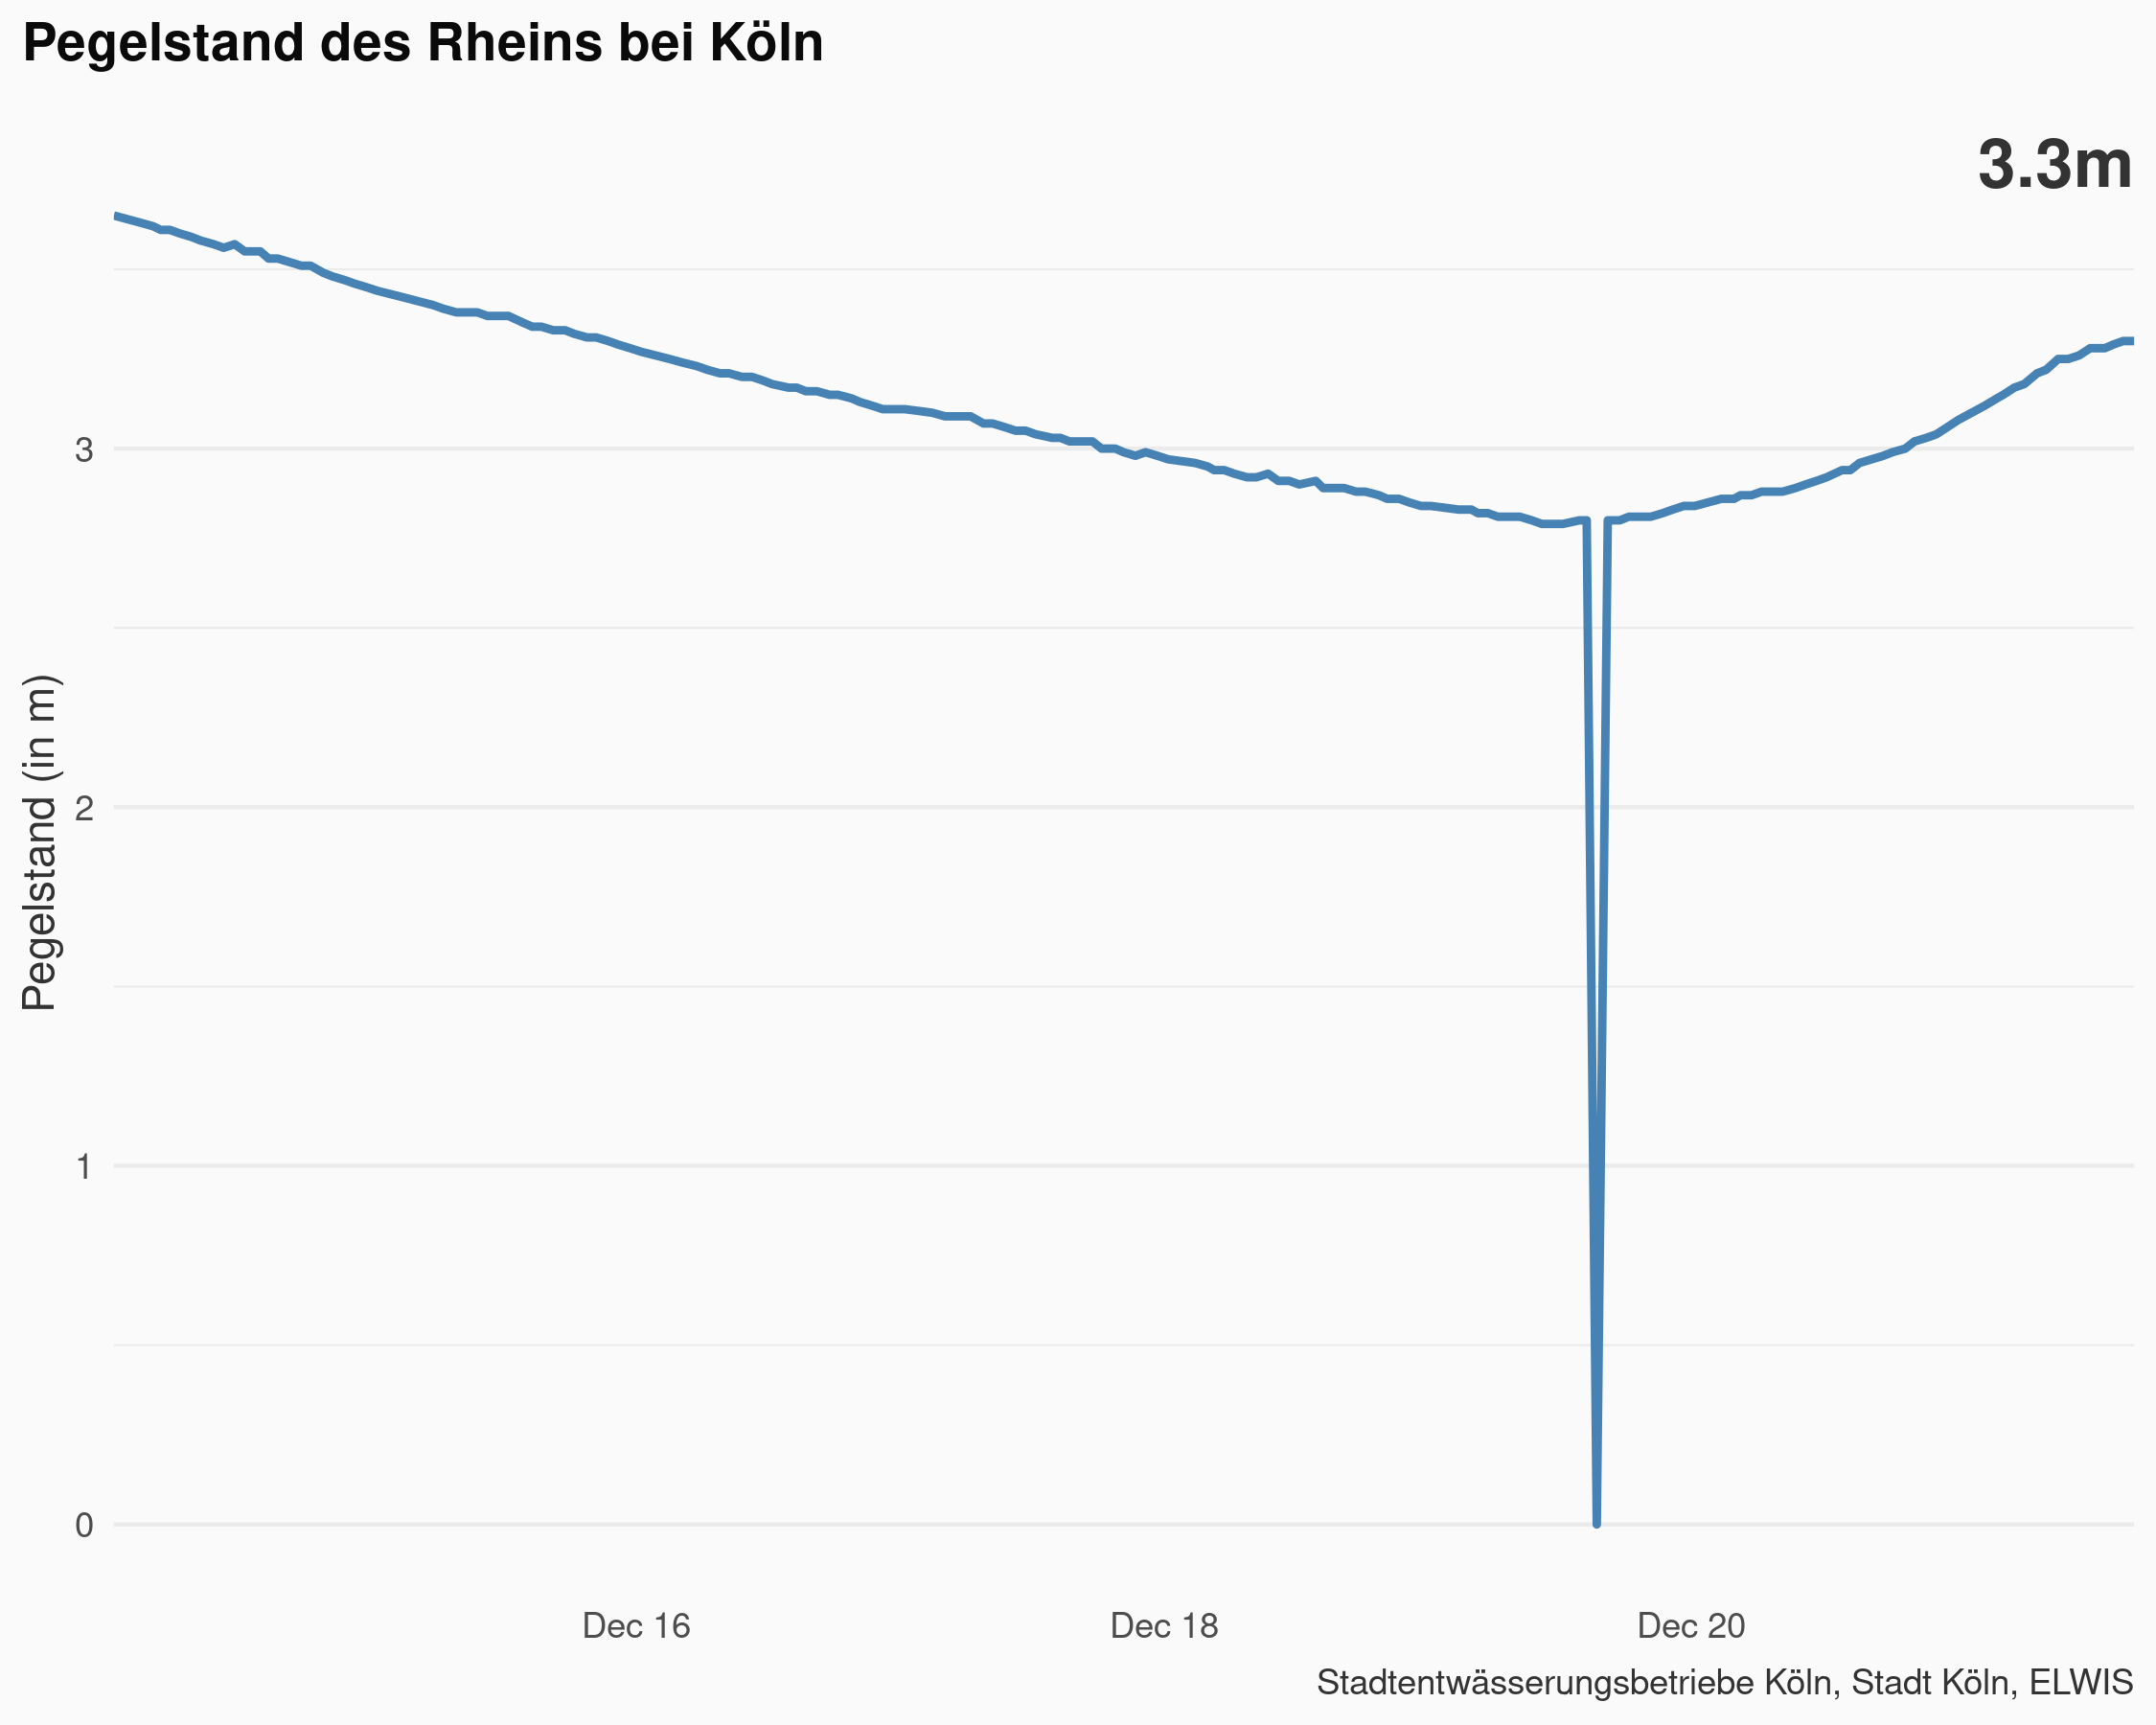 Pegelstand des Rheins bei Köln
3.3m
Pegelstand (in m)
3
2
1
0
Dec 16
Dec 18
Dec 20
Stadtentwässerungsbetriebe Köln, Stadt Köln, ELWIS